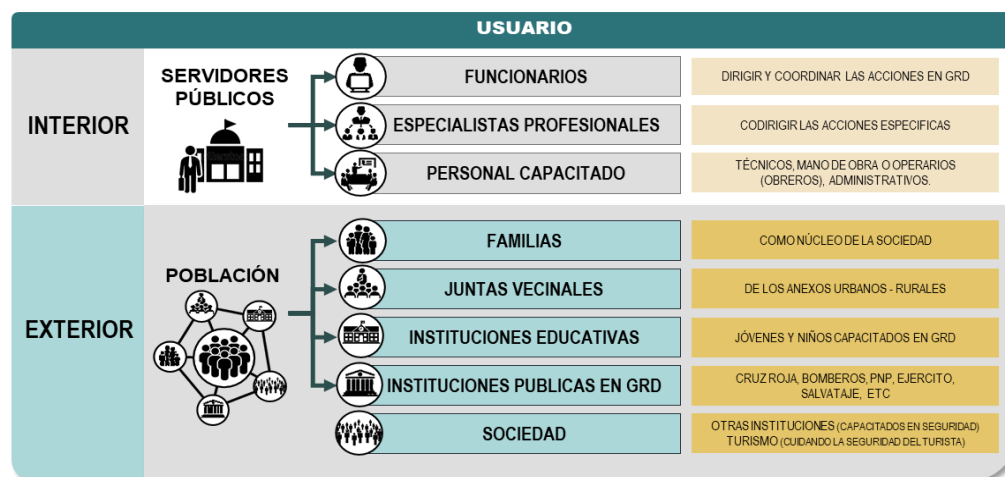 USUARIO
INTERIOR
SERVIDORES
PÚBLICOS
FUNCIONARIOS
DIRIGIR Y COORDINAR LAS ACCIONES EN GRD
ESPECIALISTAS PROFESIONALES
CODIRIGIR LAS ACCIONES ESPECIFICAS
PERSONAL CAPACITADO
TÉCNICOS, MANO DE OBRA O OPERARIOS
(OBREROS), ADMINISTRATIVOS.
EXTERIOR
POBLACIÓN
FAMILIAS
COMO NÚCLEO DE LA SOCIEDAD
JUNTAS VECINALES
DE LOS ANEXOS URBANOS - RURALES
INSTITUCIONES EDUCATIVAS
JÓVENES Y NIÑOS CAPACITADOS EN GRD
INSTITUCIONES PUBLICAS EN GRD
CRUZ ROJA, BOMBEROS, PNP, EJERCITO,
SALVATAJE, ETC
SOCIEDAD
OTRAS INSTITUCIONES (CAPACITADOS EN SEGURIDAD)
TURISMO (CUIDANDO LA SEGURIDAD DEL TURISTA)